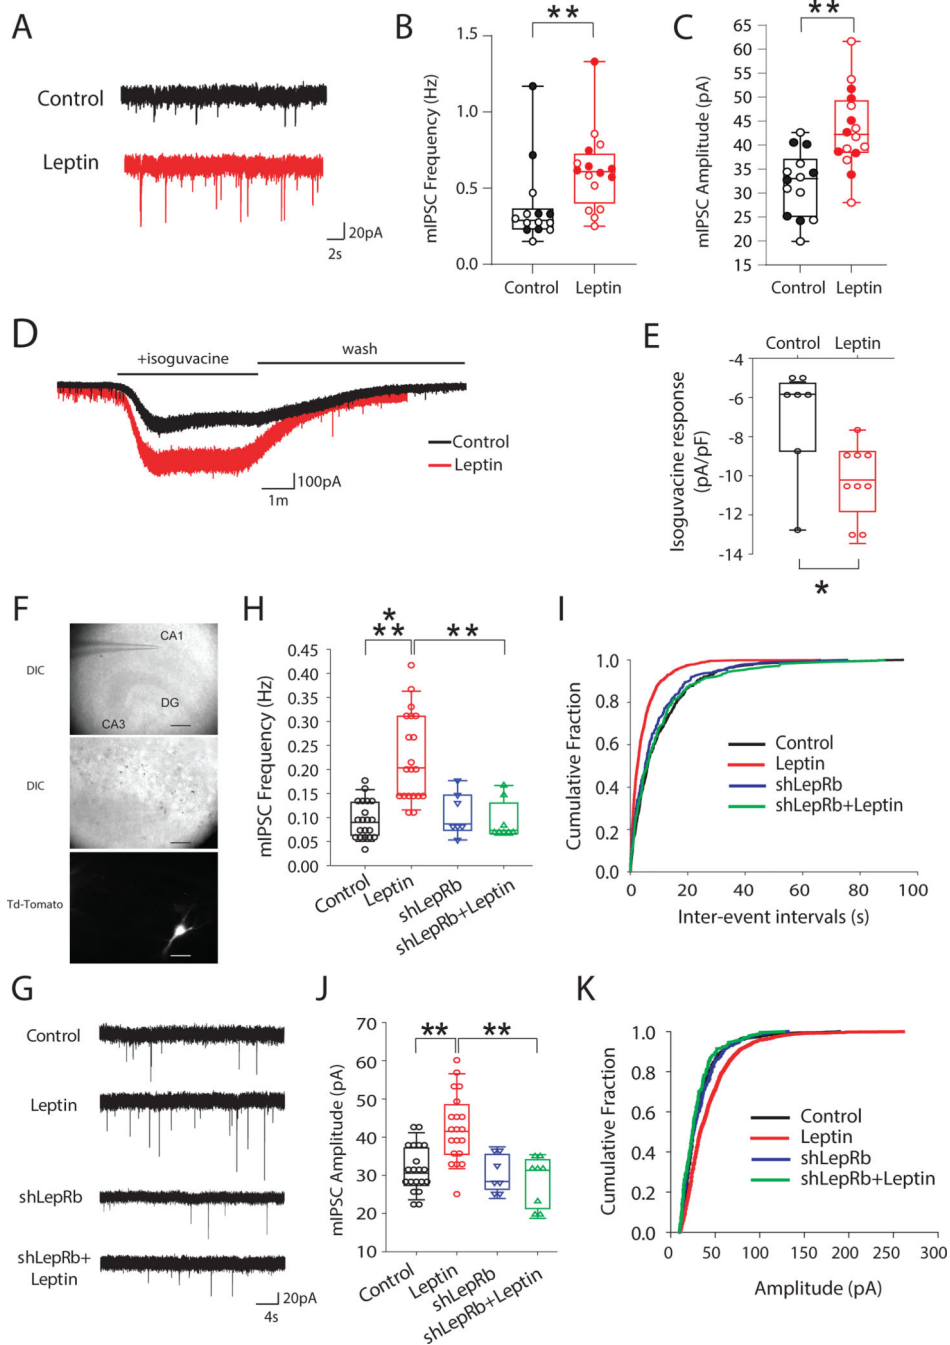 A
Control
Leptin
20pA
2s
B
**
mIPSC Frequency (Hz)
1.5
1.0
0.5
0.0
Control
Leptin
C
**
mIPSC Amplitude (pA)
65
60
55
50
45
40
35
30
25
20
15
Control
Leptin
D
+isoguvacine
wash
Control
Leptin
100pA
1m
E
Control
Leptin
Isoguvacine response
(pA/pF)
-4
-6
-8
-10
-12
-14
*
F
DIC
CA1
DG
CA3
DIC
Td-Tomato
H
*
**
**
mIPSC Frequency (Hz)
0.45
0.40
0.35
0.30
0.25
0.20
0.15
0.10
0.05
0.00
Control
Leptin
shLepRb
shLepRb+Leptin
I
Cumulative Fraction
1.0
0.8
0.6
0.4
0.2
0.0
Control
Leptin
shLepRb
shLepRb+Leptin
0
20
40
60
80
100
Inter-event intervals (s)
G
Control
Leptin
shLepRb
shLepRb+
Leptin
20pA
4s
J
**
**
mIPSC Amplitude (pA)
70
60
50
40
30
20
10
Control
Leptin
shLepRb
shLepRb+Leptin
K
Cumulative Fraction
1.0
0.8
0.6
0.4
0.2
0.0
Control
Leptin
shLepRb
shLepRb+Leptin
0
50
100
150
200
250
300
Amplitude (pA)